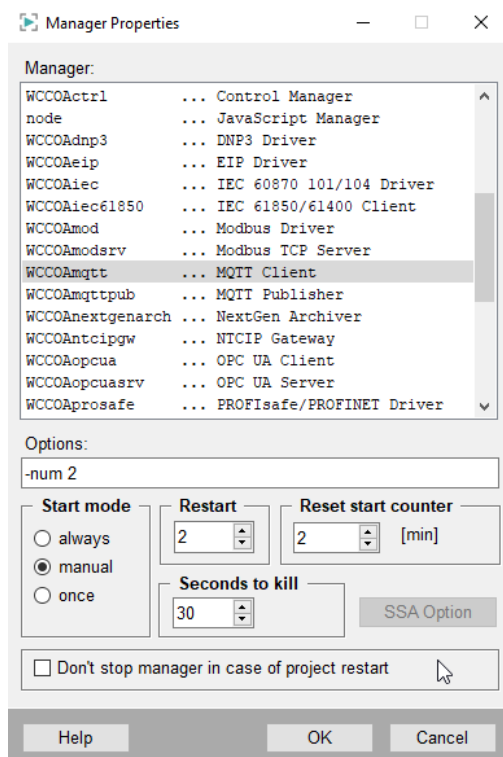 Manager Properties
Manager:
WCCOActrl ... Control Manager
node ... JavaScript Manager
WCCOAdnp3 ... DNP3 Driver
WCCOAeip ... EIP Driver
WCCOAiec ... IEC 60870 101/104 Driver
WCCOAiec61850 ... IEC 61850/61400 Client
WCCOAmod ... Modbus Driver
WCCOAmodsrv ... Modbus TCP Server
WCCOAmqtt ... MQTT Client
WCCOAmqttpub ... MQTT Publisher
WCCOAnextgenarch ... NextGen Archiver
WCCOAntcipgw ... NTCIP Gateway
WCCOAopcua ... OPC UA Client
WCCOAopcuasrv ... OPC UA Server
WCCOAprosafe ... PROFIsafe/PROFINET Driver
Options:
-num 2
Start mode
always
manual
once
Restart
2
Reset start counter
2 [min]
Seconds to kill
30
SSA Option
Don't stop manager in case of project restart
Help OK Cancel